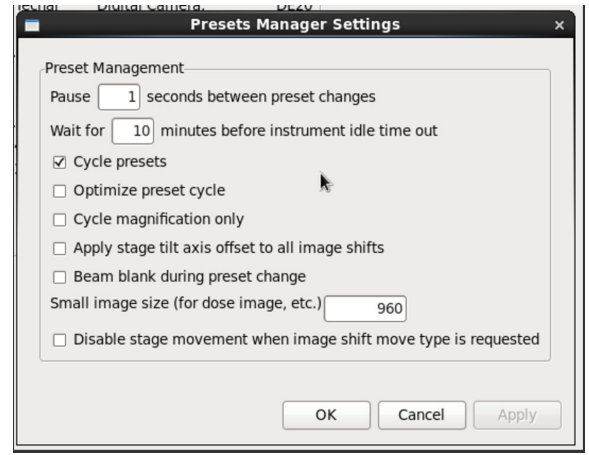 Digital Camera: DE20
Presets Manager Settings
Preset Management
Pause 1 seconds between preset changes
Wait for 10 minutes before instrument idle time out
Cycle presets
Optimize preset cycle
Cycle magnification only
Apply stage tilt axis offset to all image shifts
Beam blank during preset change
Small image size (for dose image, etc.) 960
Disable stage movement when image shift move type is requested
OK Cancel Apply